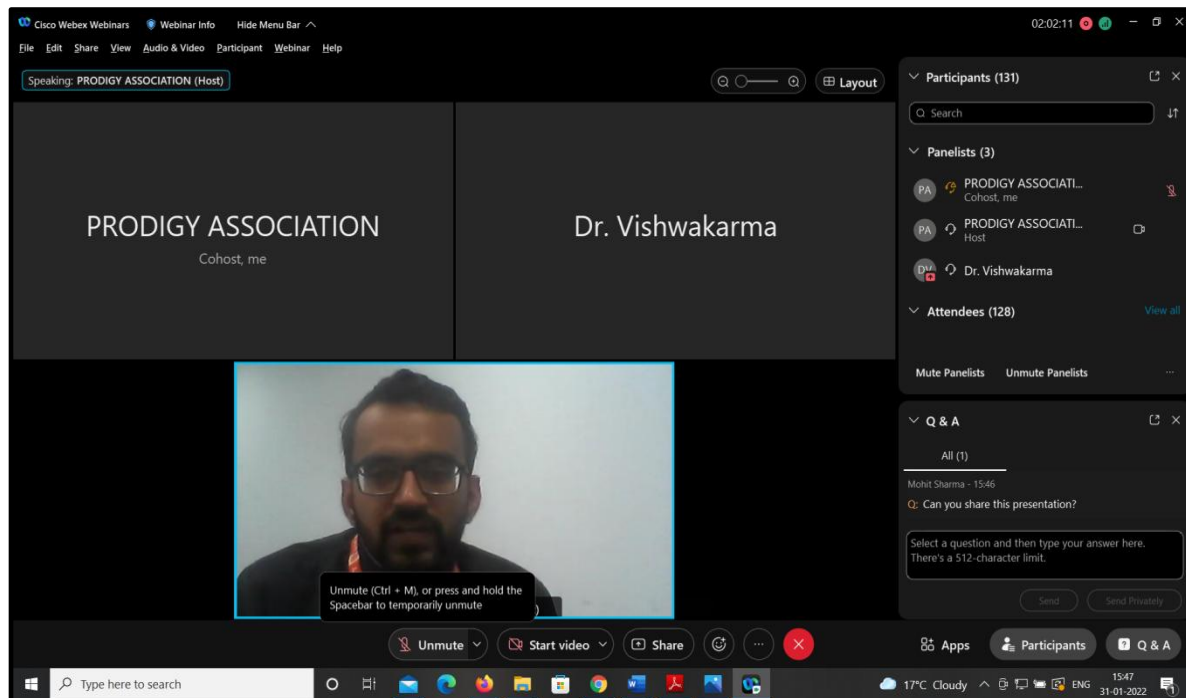 Cisco Webex Webinars Webinar Info Hide Menu Bar
02:02:11
File Edit Share View Audio & Video Participant Webinar Help
Speaking: PRODIGY ASSOCIATION (Host)
Layout
PRODIGY ASSOCIATION
Cohost, me
Dr. Vishwakarma
Unmute (Ctrl + M), or press and hold the
Spacebar to temporarily unmute
Participants (131)
Search
Panelists (3)
PA PRODIGY ASSOCIATI...
Cohost, me
PA PRODIGY ASSOCIATI...
Host
DV Dr. Vishwakarma
Attendees (128) View all
Mute Panelists Unmute Panelists ...
Q & A
All (1)
Mohit Sharma - 15:46
Q: Can you share this presentation?
Select a question and then type your answer here.
There's a 512-character limit.
Send Send Privately
Unmute Start video Share Apps Participants Q & A
Type here to search
17°C Cloudy ENG
15:47
31-01-2022
1